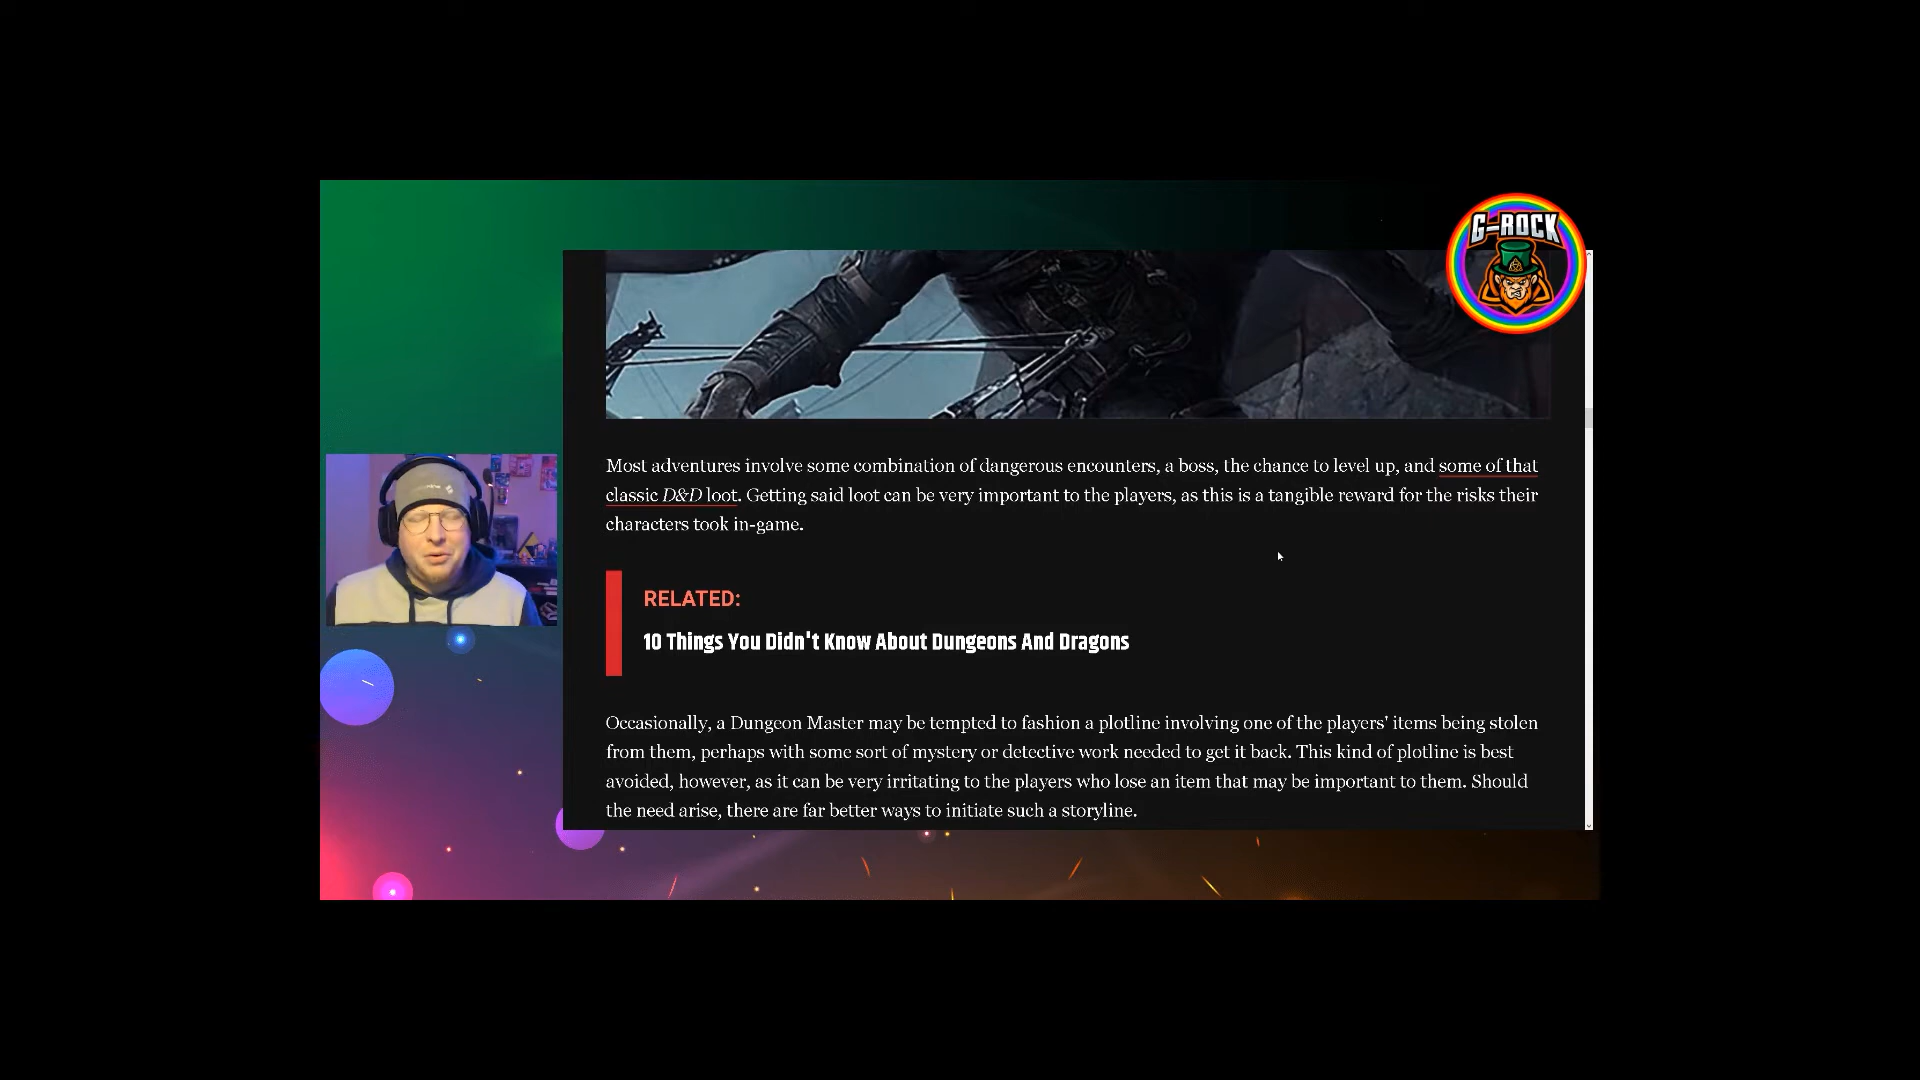 G-ROCK
Most adventures involve some combination of dangerous encounters, a boss, the chance to level up, and some of that
classic D&D loot. Getting said loot can be very important to the players, as this is a tangible reward for the risks their
characters took in-game.
RELATED:
10 Things You Didn't Know About Dungeons And Dragons
Occasionally, a Dungeon Master may be tempted to fashion a plotline involving one of the players' items being stolen
from them, perhaps with some sort of mystery or detective work needed to get it back. This kind of plotline is best
avoided, however, as it can be very irritating to the players who lose an item that may be important to them. Should
the need arise, there are far better ways to initiate such a storyline.